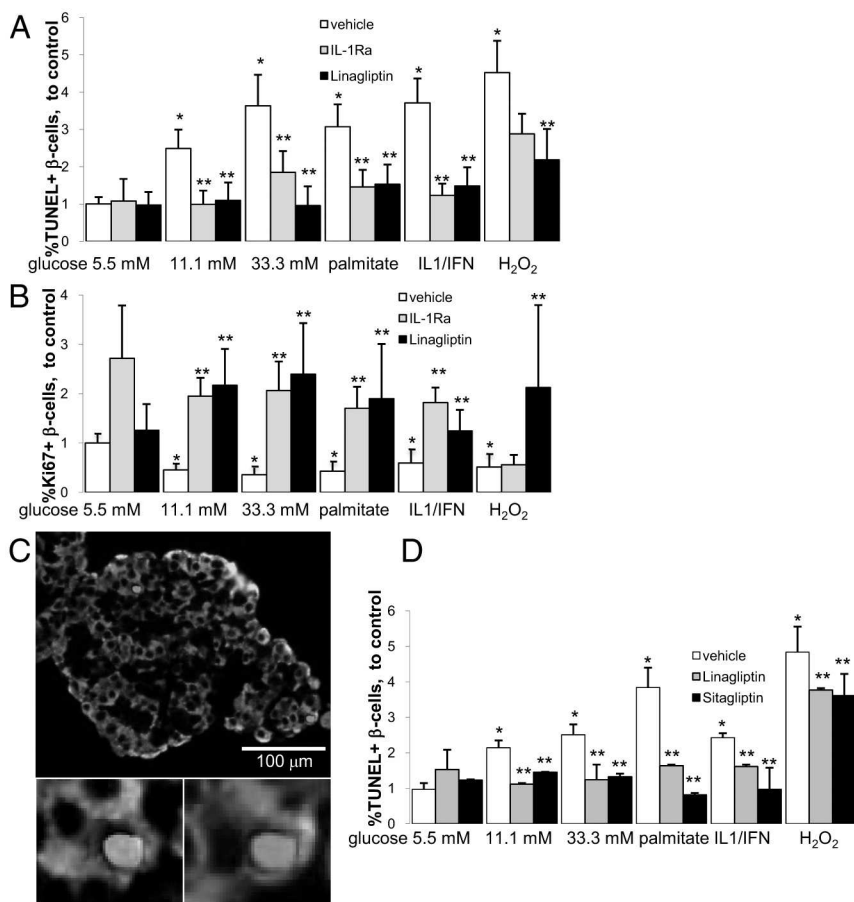 A
%TUNEL+ β-cells, to control
6
5
4
3
2
1
0
vehicle
IL-1Ra
Linagliptin
*
*
*
*
*
** **
**
**
** **
** **
**
glucose 5.5 mM 11.1 mM 33.3 mM palmitate IL1/IFN H2O2
B
%Ki67+ β-cells, to control
4
3
2
1
0
vehicle
IL-1Ra
Linagliptin
**
**
**
**
**
**
**
**
**
*
*
*
*
*
glucose 5.5 mM 11.1 mM 33.3 mM palmitate IL1/IFN H2O2
C
100 μm
D
%TUNEL+ β-cells, to control
6
5
4
3
2
1
0
vehicle
Linagliptin
Sitagliptin
*
*
*
*
*
** **
** **
**
**
**
**
** **
glucose 5.5 mM 11.1 mM 33.3 mM palmitate IL1/IFN H2O2